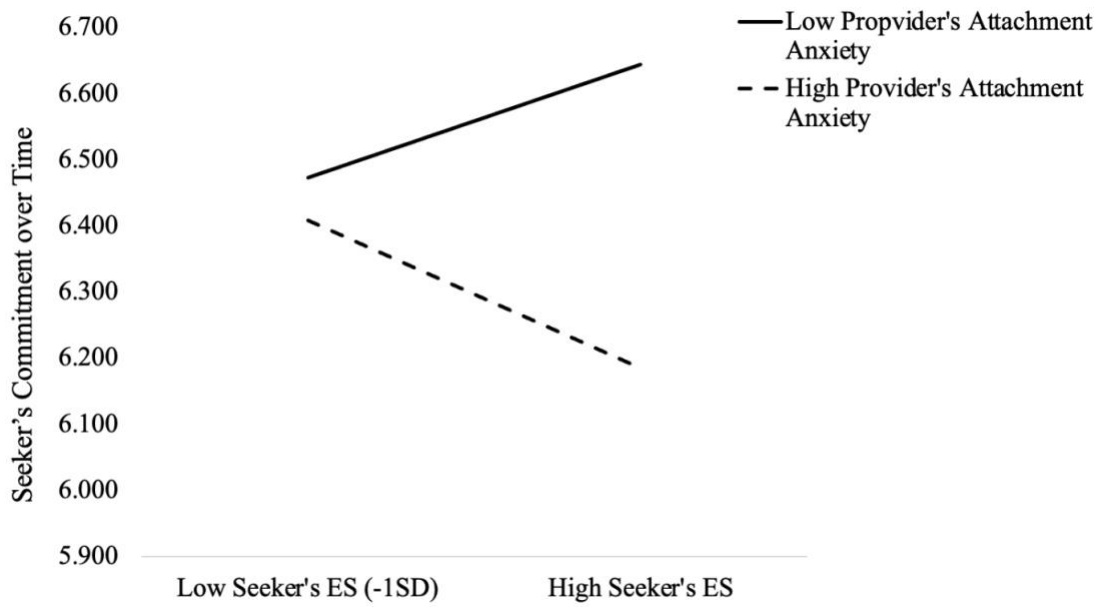 6.700
6.600
6.500
6.400
6.300
6.200
6.100
6.000
5.900
Seeker’s Commitment over Time
Low Seeker's ES (-1SD)
High Seeker's ES
Low Propvider's Attachment
Anxiety
High Provider's Attachment
Anxiety